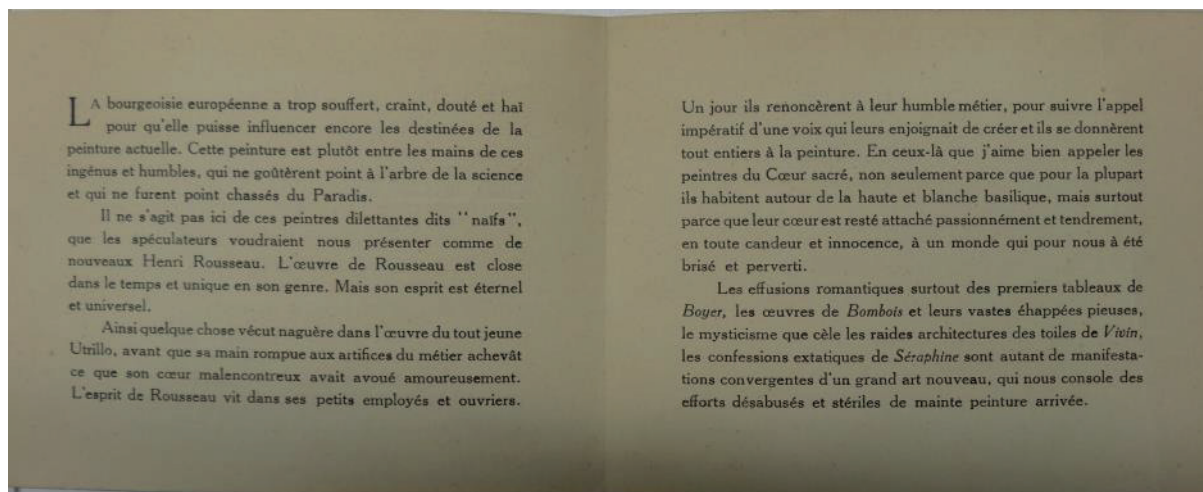 LA bourgeoisie européenne a trop souffert, craint, douté et haï
pour qu'elle puisse influencer encore les destinées de la
peinture actuelle. Cette peinture est plutôt entre les mains de ces
ingénus et humbles, qui ne goûtèrent point à l'arbre de la science
et qui ne furent point chassés du Paradis.
Il ne s'agit pas ici de ces peintres dilettantes dits "naïfs",
que les spéculateurs voudraient nous présenter comme de
nouveaux Henri Rousseau. L'œuvre de Rousseau est close
dans le temps et unique en son genre. Mais son esprit est éternel
et universel.
Ainsi quelque chose vécut naguère dans l'œuvre du tout jeune
Utrillo, avant que sa main rompue aux artifices du métier achevât
ce que son cœur malencontreux avait avoué amoureusement.
L'esprit de Rousseau vit dans ses petits employés et ouvriers.
Un jour ils renoncèrent à leur humble métier, pour suivre l'appel
impératif d'une voix qui leurs enjoignait de créer et ils se donnèrent
tout entiers à la peinture. En ceux-là que j'aime bien appeler les
peintres du Cœur sacré, non seulement parce que pour la plupart
ils habitent autour de la haute et blanche basilique, mais surtout
parce que leur cœur est resté attaché passionnément et tendrement,
en toute candeur et innocence, à un monde qui pour nous à été
brisé et perverti.
Les effusions romantiques surtout des premiers tableaux de
Boyer, les œuvres de Bombois et leurs vastes éhappées pieuses,
le mysticisme que cèle les raides architectures des toiles de Vivin,
les confessions extatiques de Séraphine sont autant de manifesta-
tions convergentes d'un grand art nouveau, qui nous console des
efforts désabusés et stériles de mainte peinture arrivée.